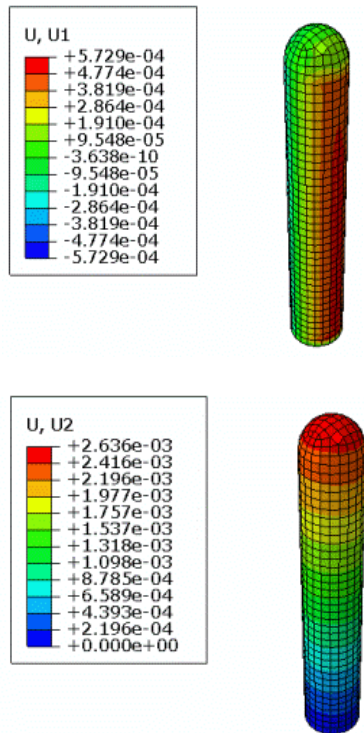 U, U1
+5.729e-04
+4.774e-04
+3.819e-04
+2.864e-04
+1.910e-04
+9.548e-05
-3.638e-10
-9.548e-05
-1.910e-04
-2.864e-04
-3.819e-04
-4.774e-04
-5.729e-04
U, U2
+2.636e-03
+2.416e-03
+2.196e-03
+1.977e-03
+1.757e-03
+1.537e-03
+1.318e-03
+1.098e-03
+8.785e-04
+6.589e-04
+4.393e-04
+2.196e-04
+0.000e+00